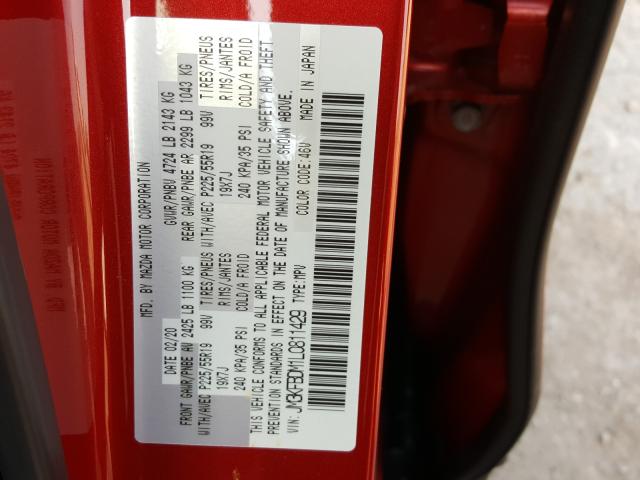 MFD. BY MAZDA MOTOR CORPORATION
DATE 02/20 GVWR/PNBV 4724 LB 2143 KG
FRONT GAWR/PNBE AV 2425 LB 1100 KG REAR GAWR/PNBE AR 2299 LB 1043 KG
WITH/AVEC P225/55R19 99V TIRES/PNEUS WITH/AVEC P225/55R19 99V TIRES/PNEUS
19X7J RIMS/JANTES 19X7J RIMS/JANTES
240 KPA/35 PSI COLD/A FROID 240 KPA/35 PSI COLD/A FROID
THIS VEHICLE CONFORMS TO ALL APPLICABLE FEDERAL MOTOR VEHICLE SAFETY AND THEFT
PREVENTION STANDARDS IN EFFECT ON THE DATE OF MANUFACTURE SHOWN ABOVE.
VIN: JM3KFBDM1L0811429 TYPE:MPV COLOR CODE:46V MADE IN JAPAN